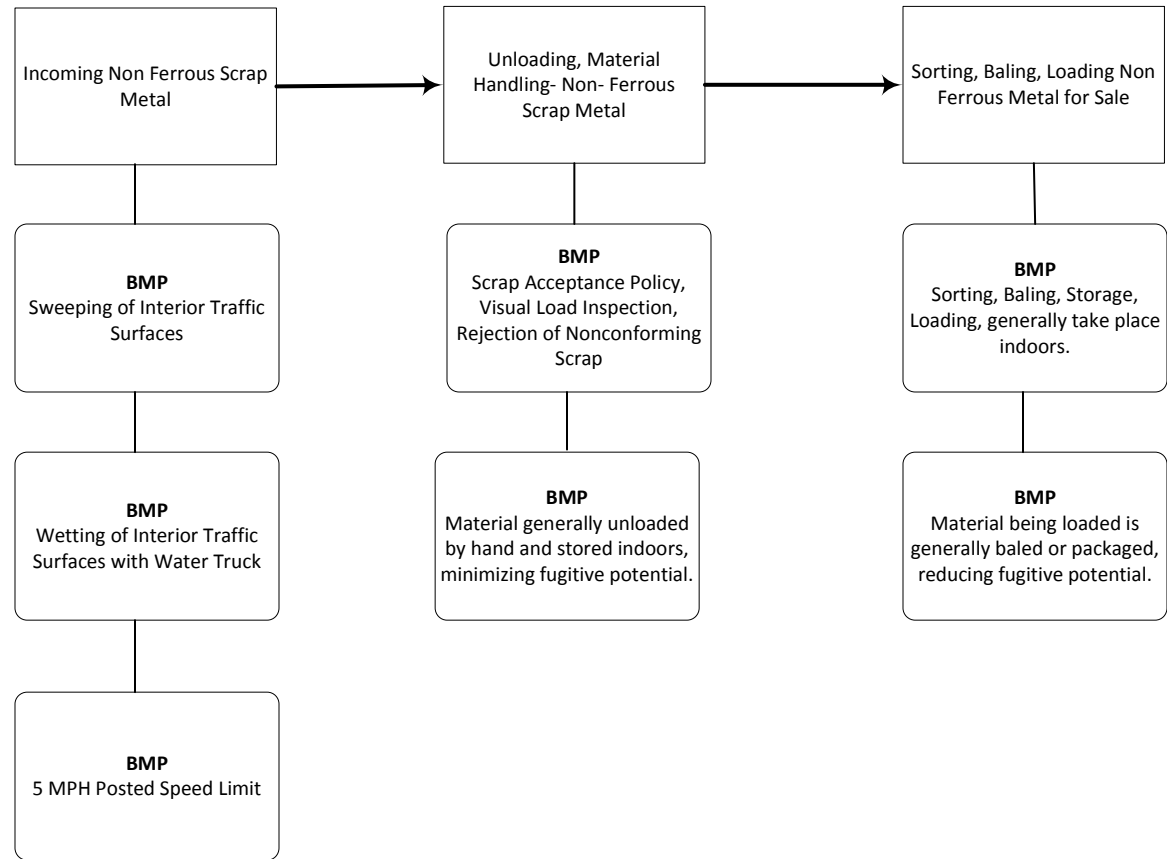 Incoming Non Ferrous Scrap
Metal
Unloading, Material
Handling- Non- Ferrous
Scrap Metal
Sorting, Baling, Loading Non
Ferrous Metal for Sale
BMP
Sweeping of Interior Traffic
Surfaces
BMP
Scrap Acceptance Policy,
Visual Load Inspection,
Rejection of Nonconforming
Scrap
BMP
Sorting, Baling, Storage,
Loading, generally take place
indoors.
BMP
Wetting of Interior Traffic
Surfaces with Water Truck
BMP
Material generally unloaded
by hand and stored indoors,
minimizing fugitive potential.
BMP
Material being loaded is
generally baled or packaged,
reducing fugitive potential.
BMP
5 MPH Posted Speed Limit